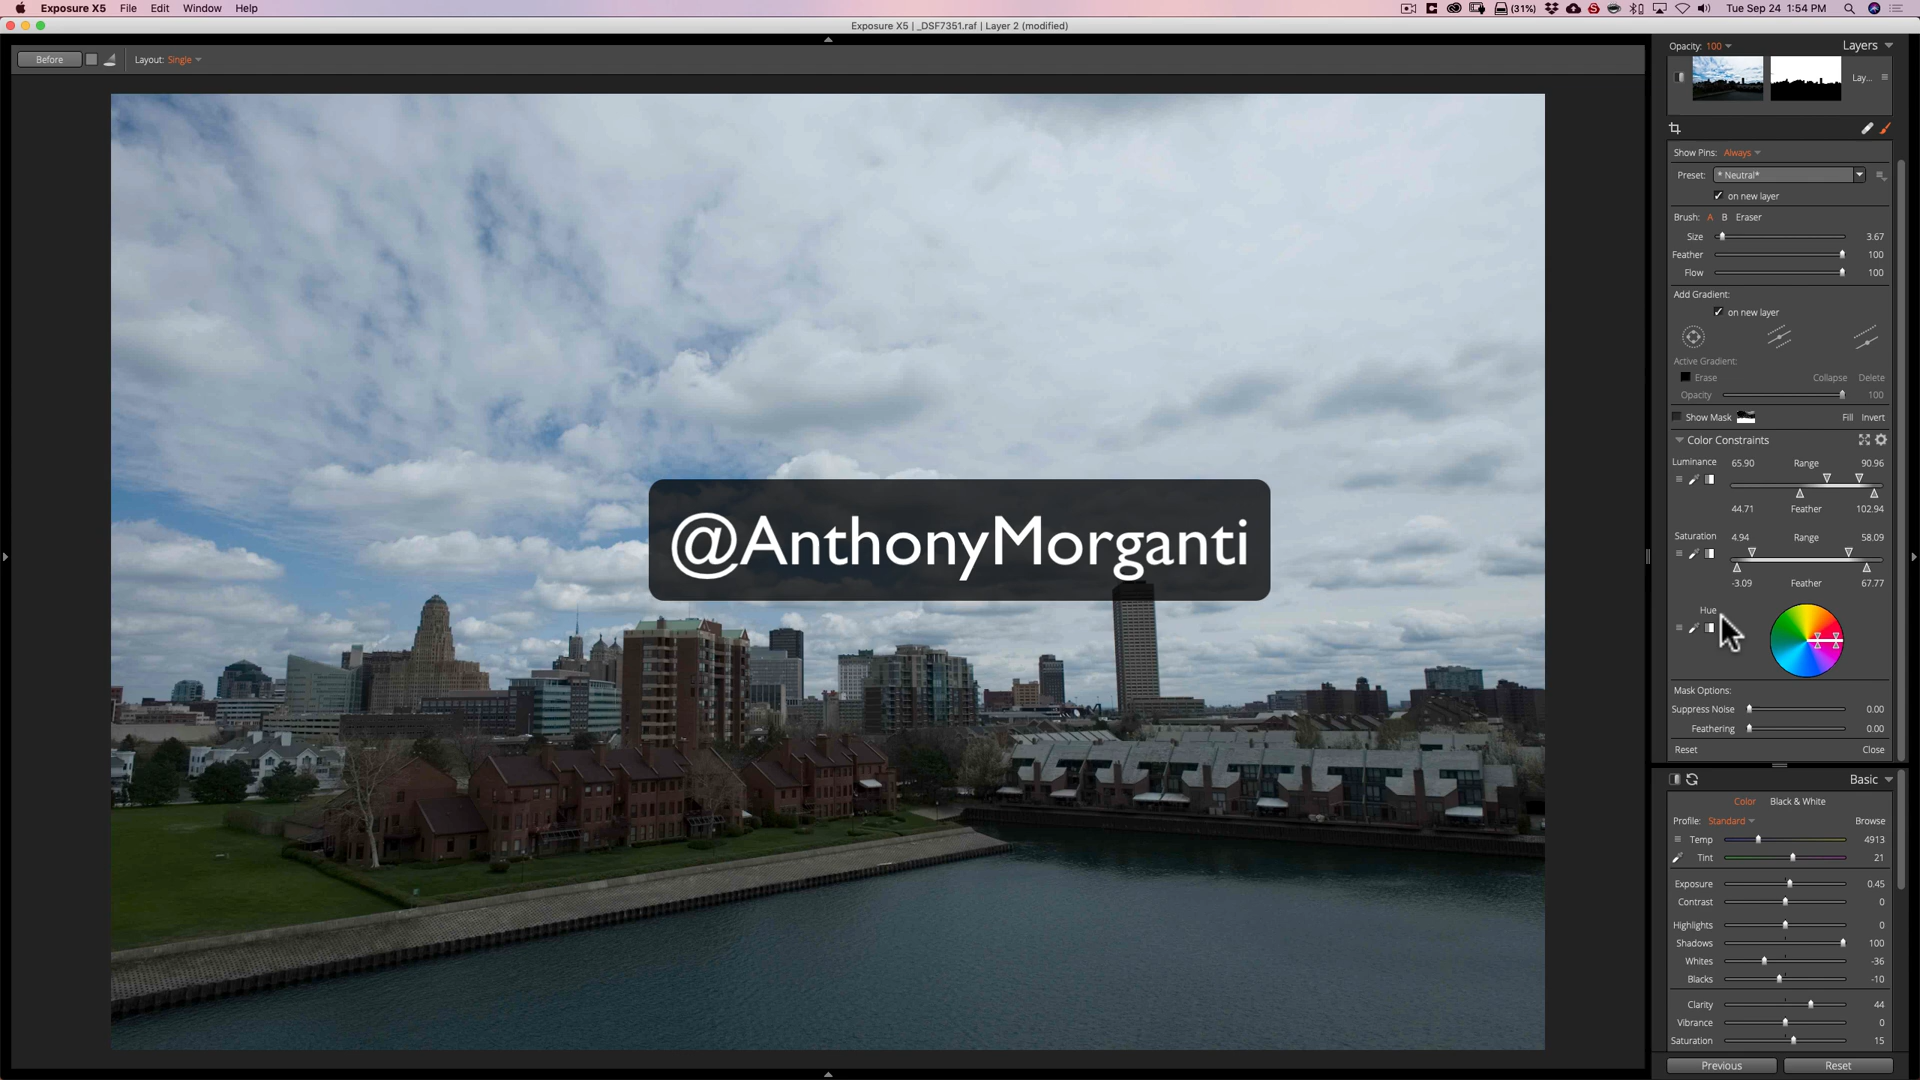 Exposure X5 File Edit Window Help
(31%) Tue Sep 24 1:54 PM
Exposure X5 | _DSF7351.raf | Layer 2 (modified)
Before Layout: Single
Opacity: 100 Layers
Lay...
Show Pins: Always
Preset: * Neutral*
on new layer
Brush: A B Eraser
Size 3.67
Feather 100
Flow 100
Add Gradient:
on new layer
Active Gradient:
Erase Collapse Delete
Opacity 100
Show Mask Fill Invert
Color Constraints
Luminance 65.90 Range 90.96
44.71 Feather 102.94
Saturation 4.94 Range 58.09
-3.09 Feather 67.77
Hue
Mask Options:
Suppress Noise 0.00
Feathering 0.00
Reset Close
Basic
Color Black & White
Profile: Standard Browse
Temp 4913
Tint 21
Exposure 0.45
Contrast 0
Highlights 0
Shadows 100
Whites -36
Blacks -10
Clarity 44
Vibrance 0
Saturation 15
Previous Reset
@AnthonyMorganti